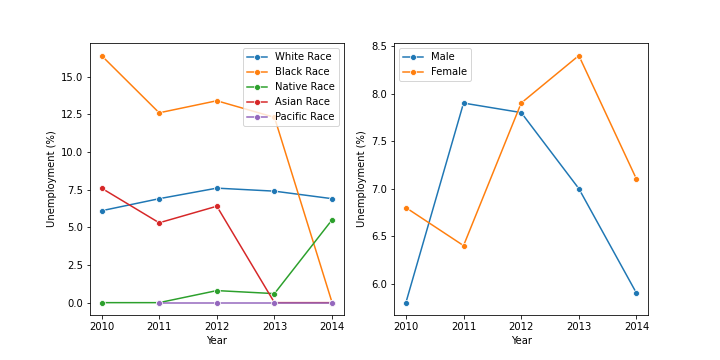 White Race
Black Race
Native Race
Asian Race
Pacific Race
15.0
12.5
10.0
7.5
5.0
2.5
0.0
Unemployment (%)
2010 2011 2012 2013 2014
Year
Male
Female
8.5
8.0
7.5
7.0
6.5
6.0
Unemployment (%)
2010 2011 2012 2013 2014
Year